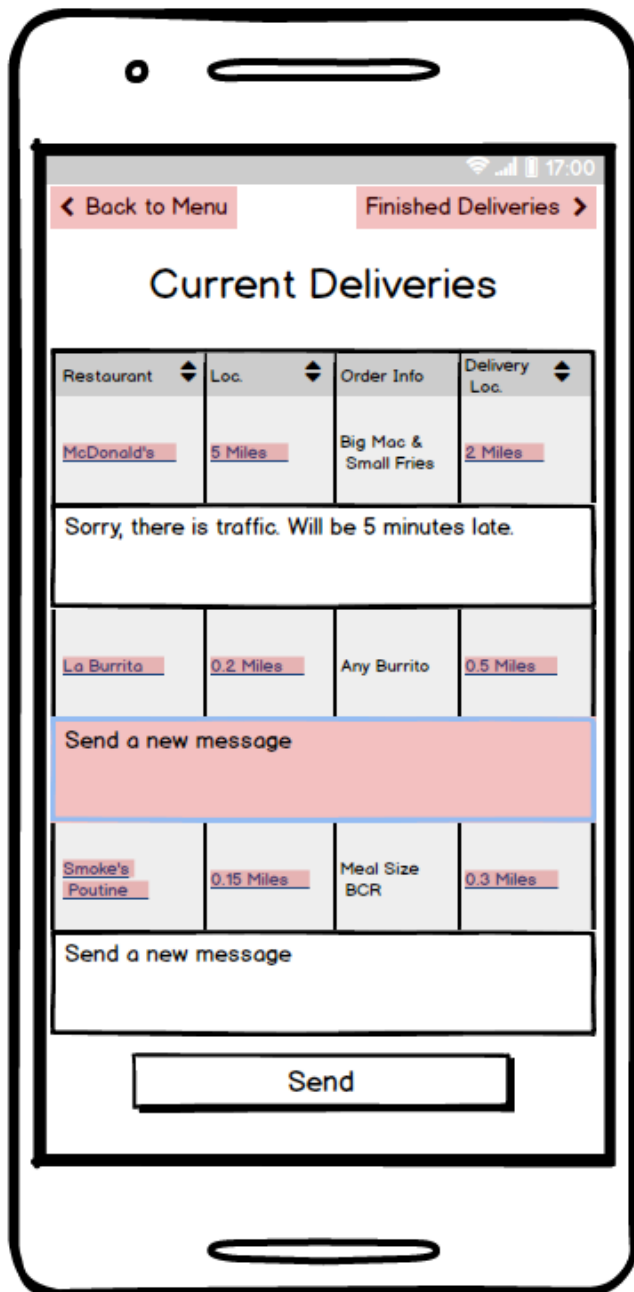 17:00
Back to Menu
Finished Deliveries
Current Deliveries
Restaurant
Loc.
Order Info
Delivery
Loc.
McDonald's
5 Miles
Big Mac &
Small Fries
2 Miles
Sorry, there is traffic. Will be 5 minutes late.
La Burrita
0.2 Miles
Any Burrito
0.5 Miles
Send a new message
Smoke's
Poutine
0.15 Miles
Meal Size
BCR
0.3 Miles
Send a new message
Send